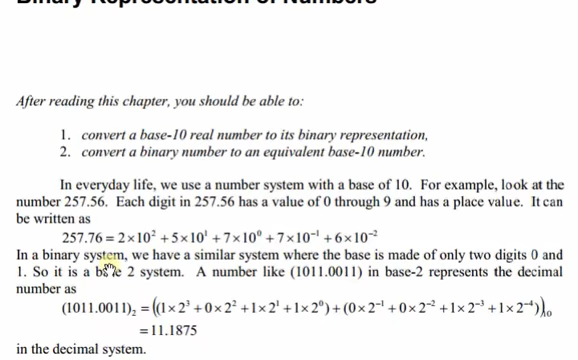 Binary Representation of Numbers
After reading this chapter, you should be able to:
1. convert a base-10 real number to its binary representation,
2. convert a binary number to an equivalent base-10 number.
In everyday life, we use a number system with a base of 10. For example, look at the
number 257.56. Each digit in 257.56 has a value of 0 through 9 and has a place value. It can
be written as
257.76 = 2×10² + 5×10¹ + 7×10⁰ + 7×10⁻¹ + 6×10⁻²
In a binary system, we have a similar system where the base is made of only two digits 0 and
1. So it is a base 2 system. A number like (1011.0011) in base-2 represents the decimal
number as
(1011.0011)₂ = ((1×2³ + 0×2² + 1×2¹ + 1×2⁰) + (0×2⁻¹ + 0×2⁻² + 1×2⁻³ + 1×2⁻⁴))₁₀
= 11.1875
in the decimal system.